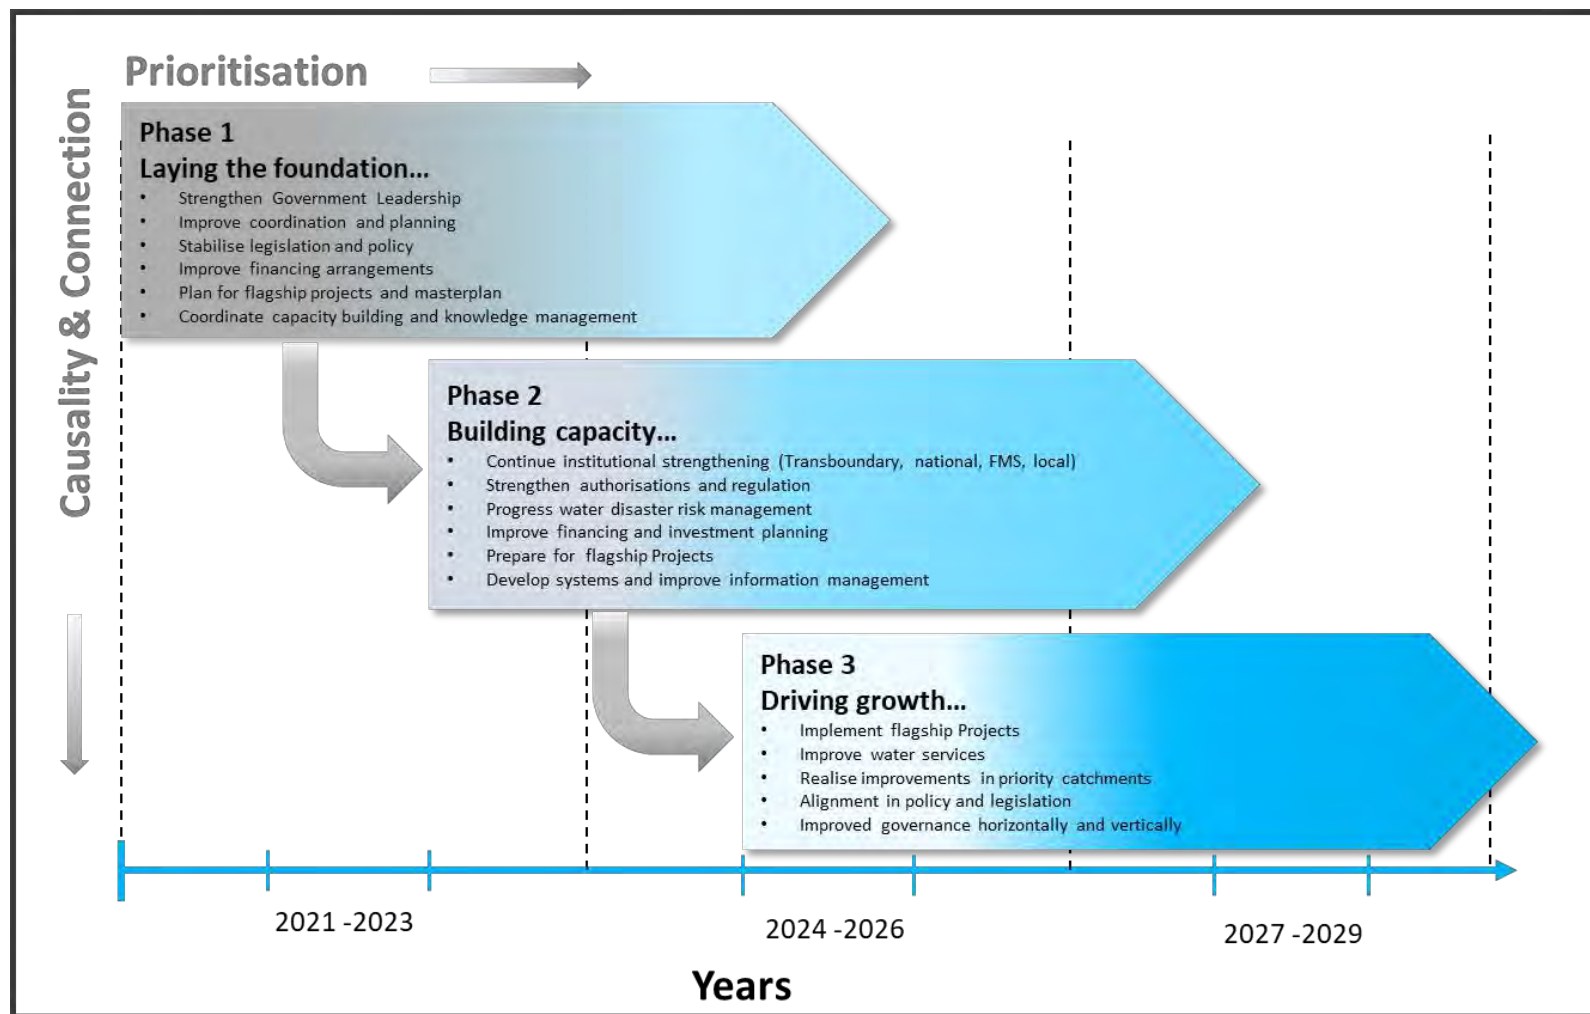 Prioritisation
Causality & Connection
Phase 1
Laying the foundation...
• Strengthen Government Leadership
• Improve coordination and planning
• Stabilise legislation and policy
• Improve financing arrangements
• Plan for flagship projects and masterplan
• Coordinate capacity building and knowledge management
Phase 2
Building capacity...
• Continue institutional strengthening (Transboundary, national, FMS, local)
• Strengthen authorisations and regulation
• Progress water disaster risk management
• Improve financing and investment planning
• Prepare for flagship Projects
• Develop systems and improve information management
Phase 3
Driving growth...
• Implement flagship Projects
• Improve water services
• Realise improvements in priority catchments
• Alignment in policy and legislation
• Improved governance horizontally and vertically
2021 -2023
2024 -2026
2027 -2029
Years